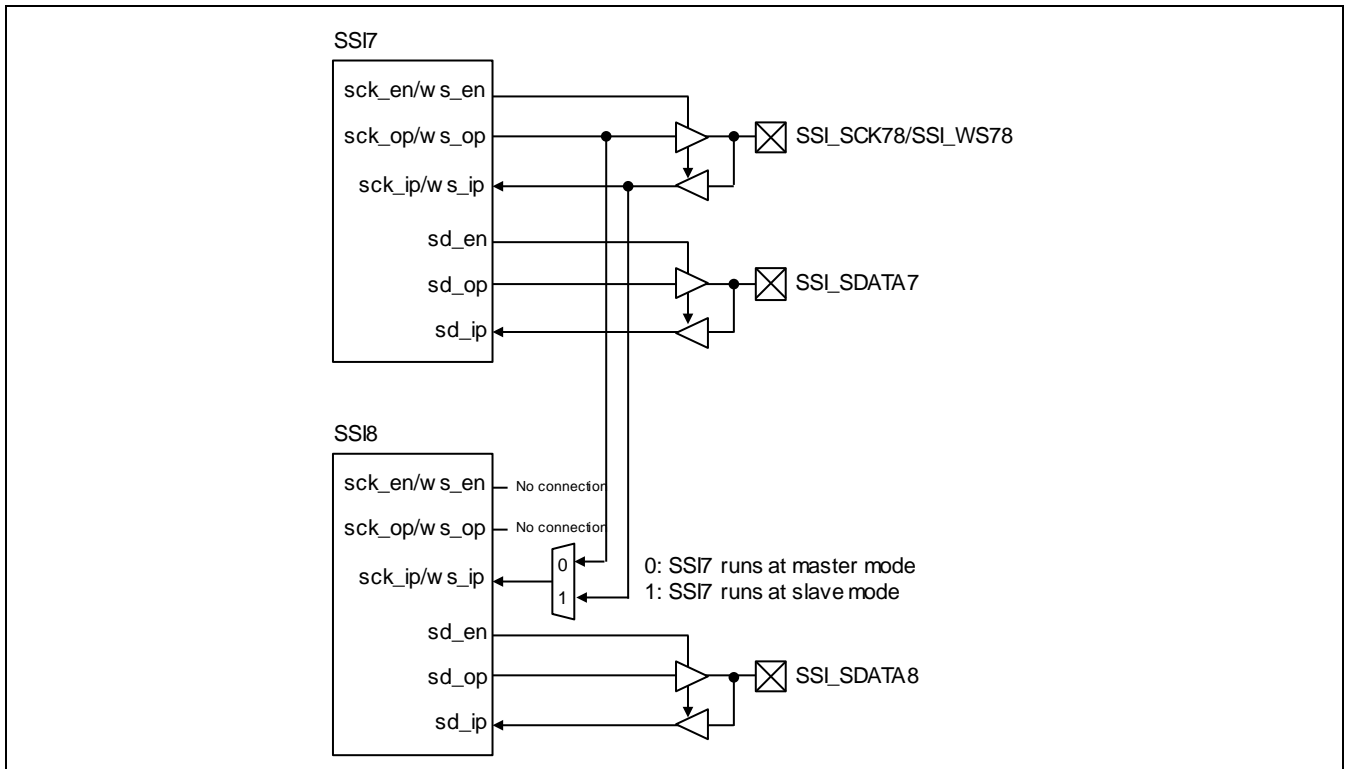 SSI7
sck_en/ws_en
sck_op/ws_op
SSI_SCK78/SSI_WS78
sck_ip/ws_ip
sd_en
sd_op
SSI_SDATA7
sd_ip
SSI8
sck_en/ws_en
No connection
sck_op/ws_op
No connection
0
0: SSI7 runs at master mode
sck_ip/ws_ip
1
1: SSI7 runs at slave mode
sd_en
sd_op
SSI_SDATA8
sd_ip